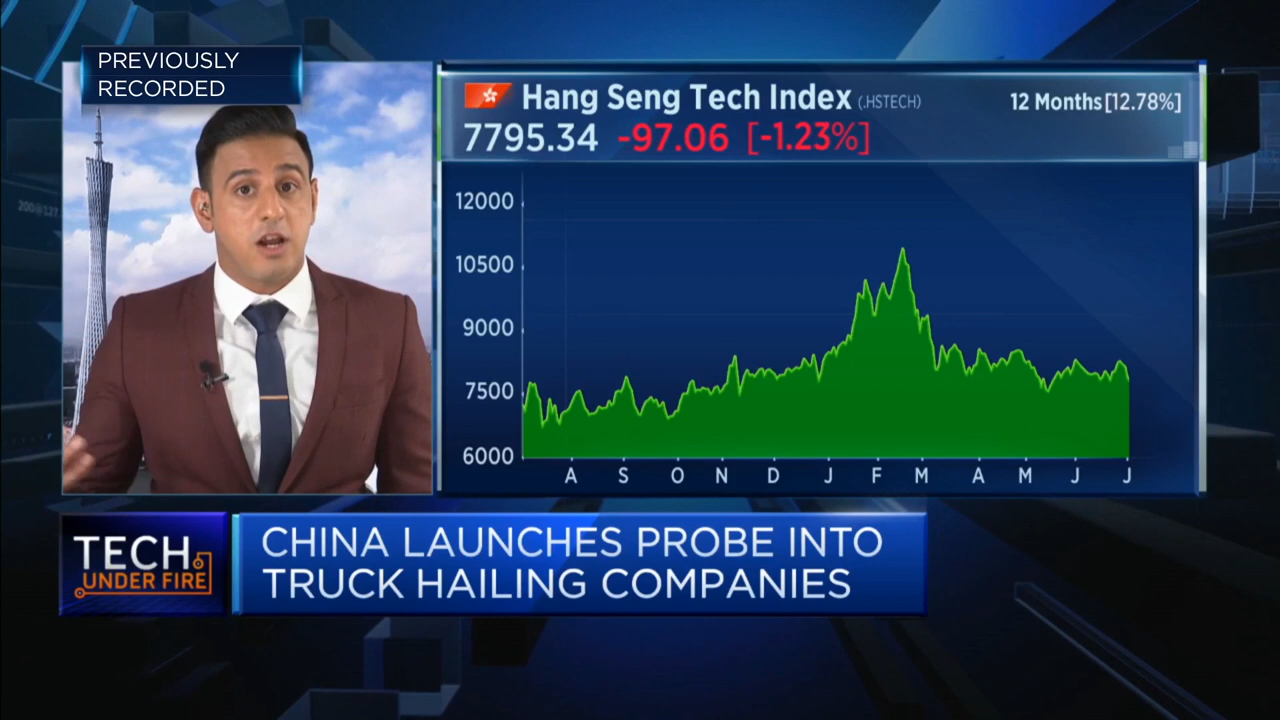 PREVIOUSLY
RECORDED
Hang Seng Tech Index (.HSTECH)
12 Months [12.78%]
7795.34 -97.06 [-1.23%]
12000
10500
9000
7500
6000
A S O N D J F M A M J J
TECH
UNDER FIRE
CHINA LAUNCHES PROBE INTO
TRUCK HAILING COMPANIES